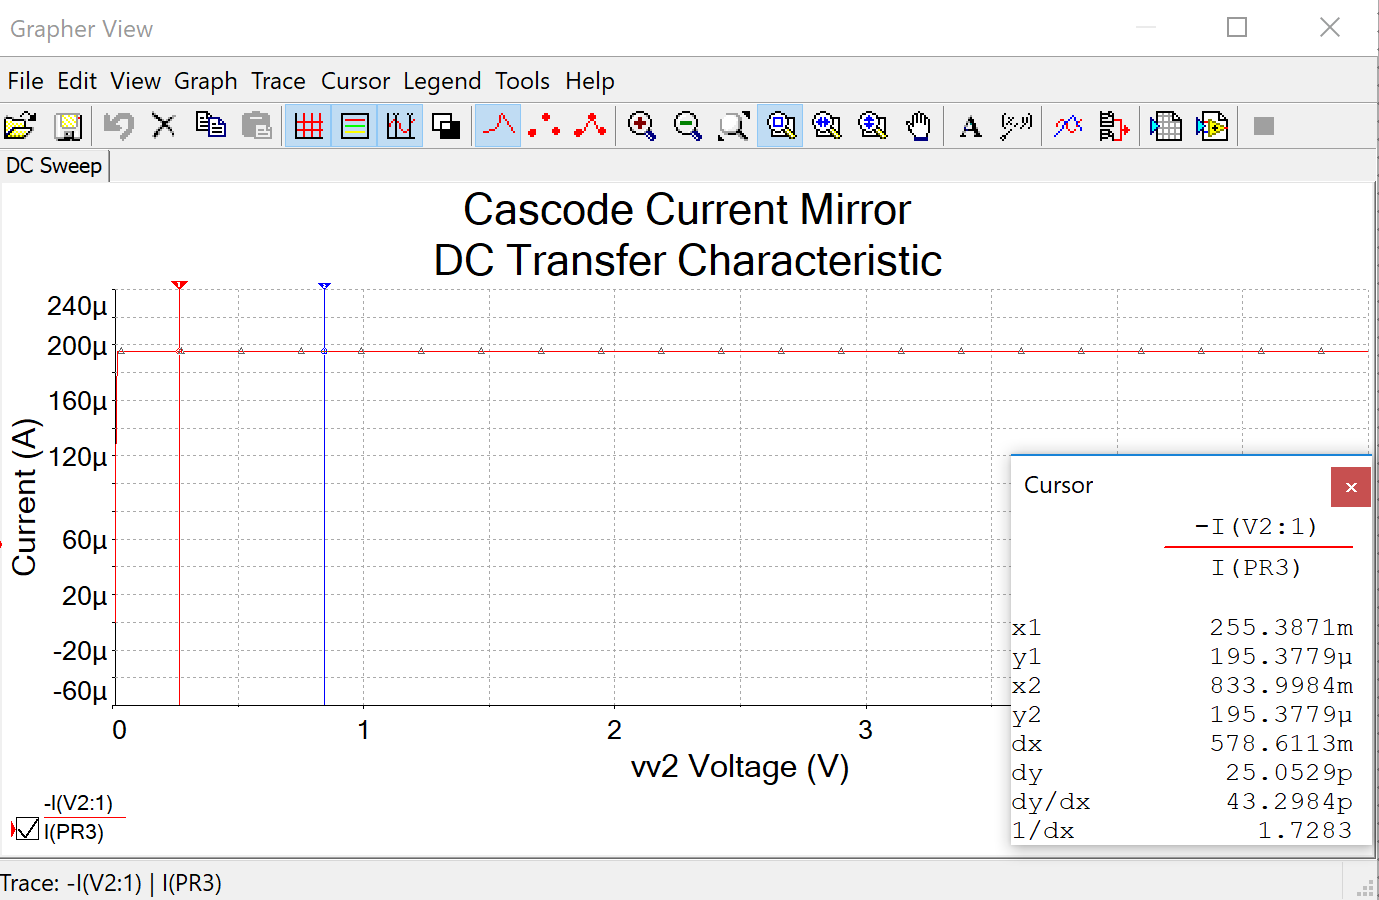 Grapher View
File Edit View Graph Trace Cursor Legend Tools Help
A
DC Sweep
Cascode Current Mirror
DC Transfer Characteristic
240µ
200µ
160µ
120µ
60µ
20µ
-20µ
-60µ
Current (A)
0 1 2 3
vv2 Voltage (V)
Cursor
-I(V2:1)
I(PR3)
x1 255.3871m
y1 195.3779µ
x2 833.9984m
y2 195.3779µ
dx 578.6113m
dy 25.0529p
dy/dx 43.2984p
1/dx 1.7283
-I(V2:1)
I(PR3)
Trace: -I(V2:1) | I(PR3)